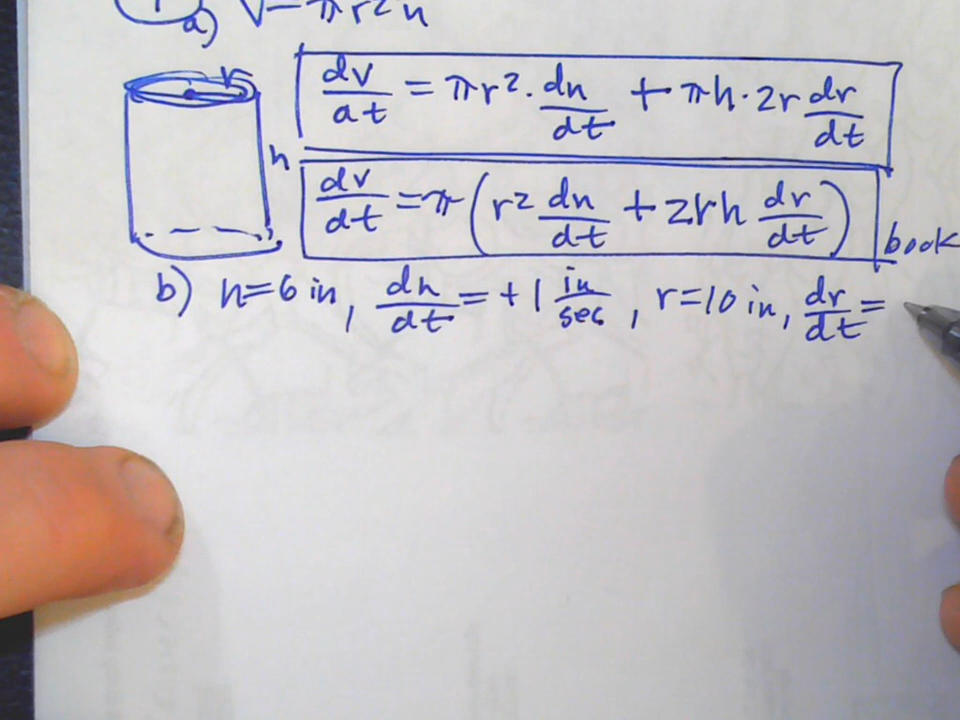 a) V = πr²h
r
dv/dt = πr² · dh/dt + πh · 2r dr/dt
h
dv/dt = π(r² dh/dt + 2rh dr/dt) book
b) h=6 in, dh/dt = +1 in/sec, r=10 in, dr/dt =